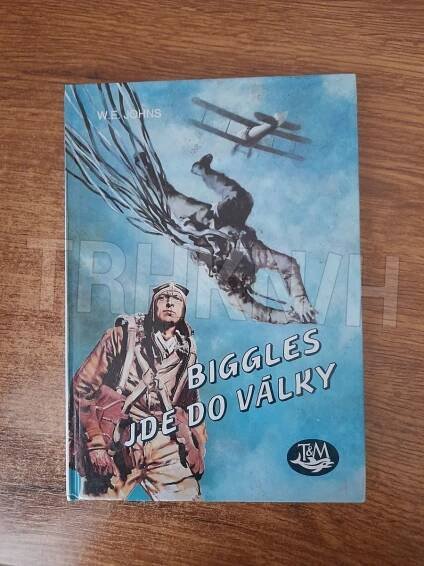 W.E. JOHNS
TRHKNIH
BIGGLES
JDE DO VÁLKY
T&M